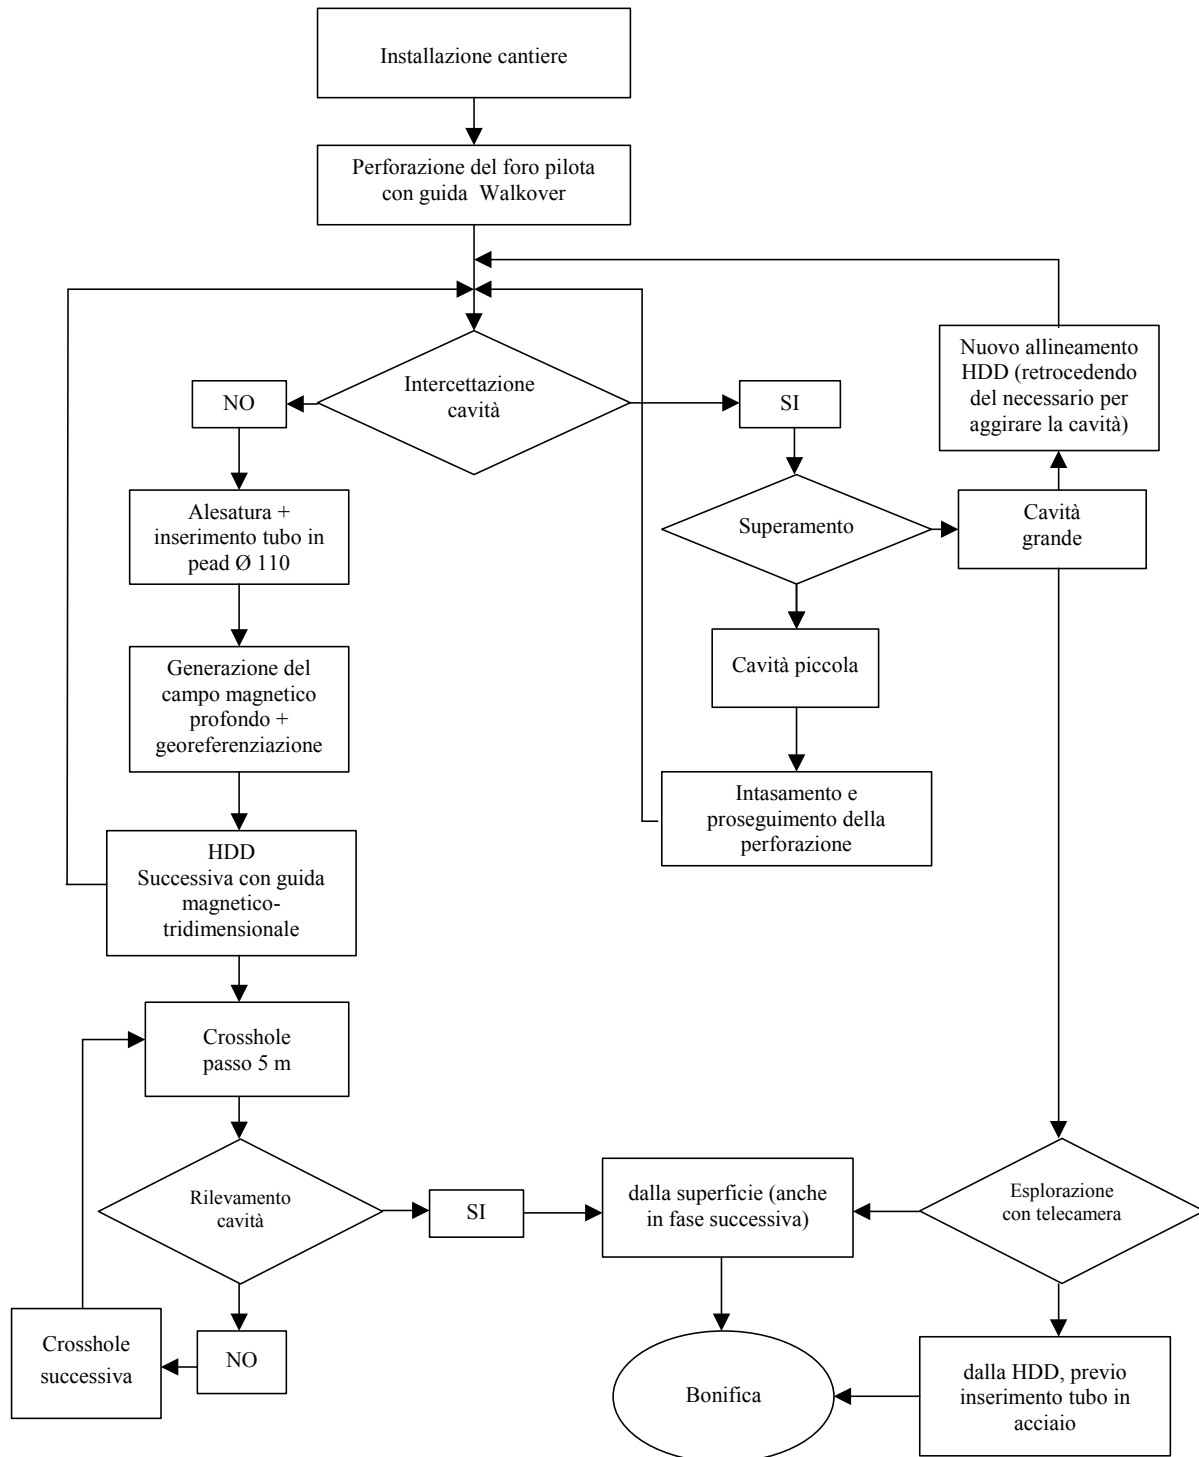 Installazione cantiere
Perforazione del foro pilota
con guida Walkover
Intercettazione
cavità
NO
SI
Nuovo allineamento
HDD (retrocedendo
del necessario per
aggirare la cavità)
Alesatura +
inserimento tubo in
pead Ø 110
Superamento
Cavità
grande
Generazione del
campo magnetico
profondo +
georeferenziazione
Cavità piccola
Intasamento e
proseguimento della
perforazione
HDD
Successiva con guida
magnetico-
tridimensionale
Crosshole
passo 5 m
Rilevamento
cavità
SI
dalla superficie (anche
in fase successiva)
Esplorazione
con telecamera
Crosshole
successiva
NO
Bonifica
dalla HDD, previo
inserimento tubo in
acciaio